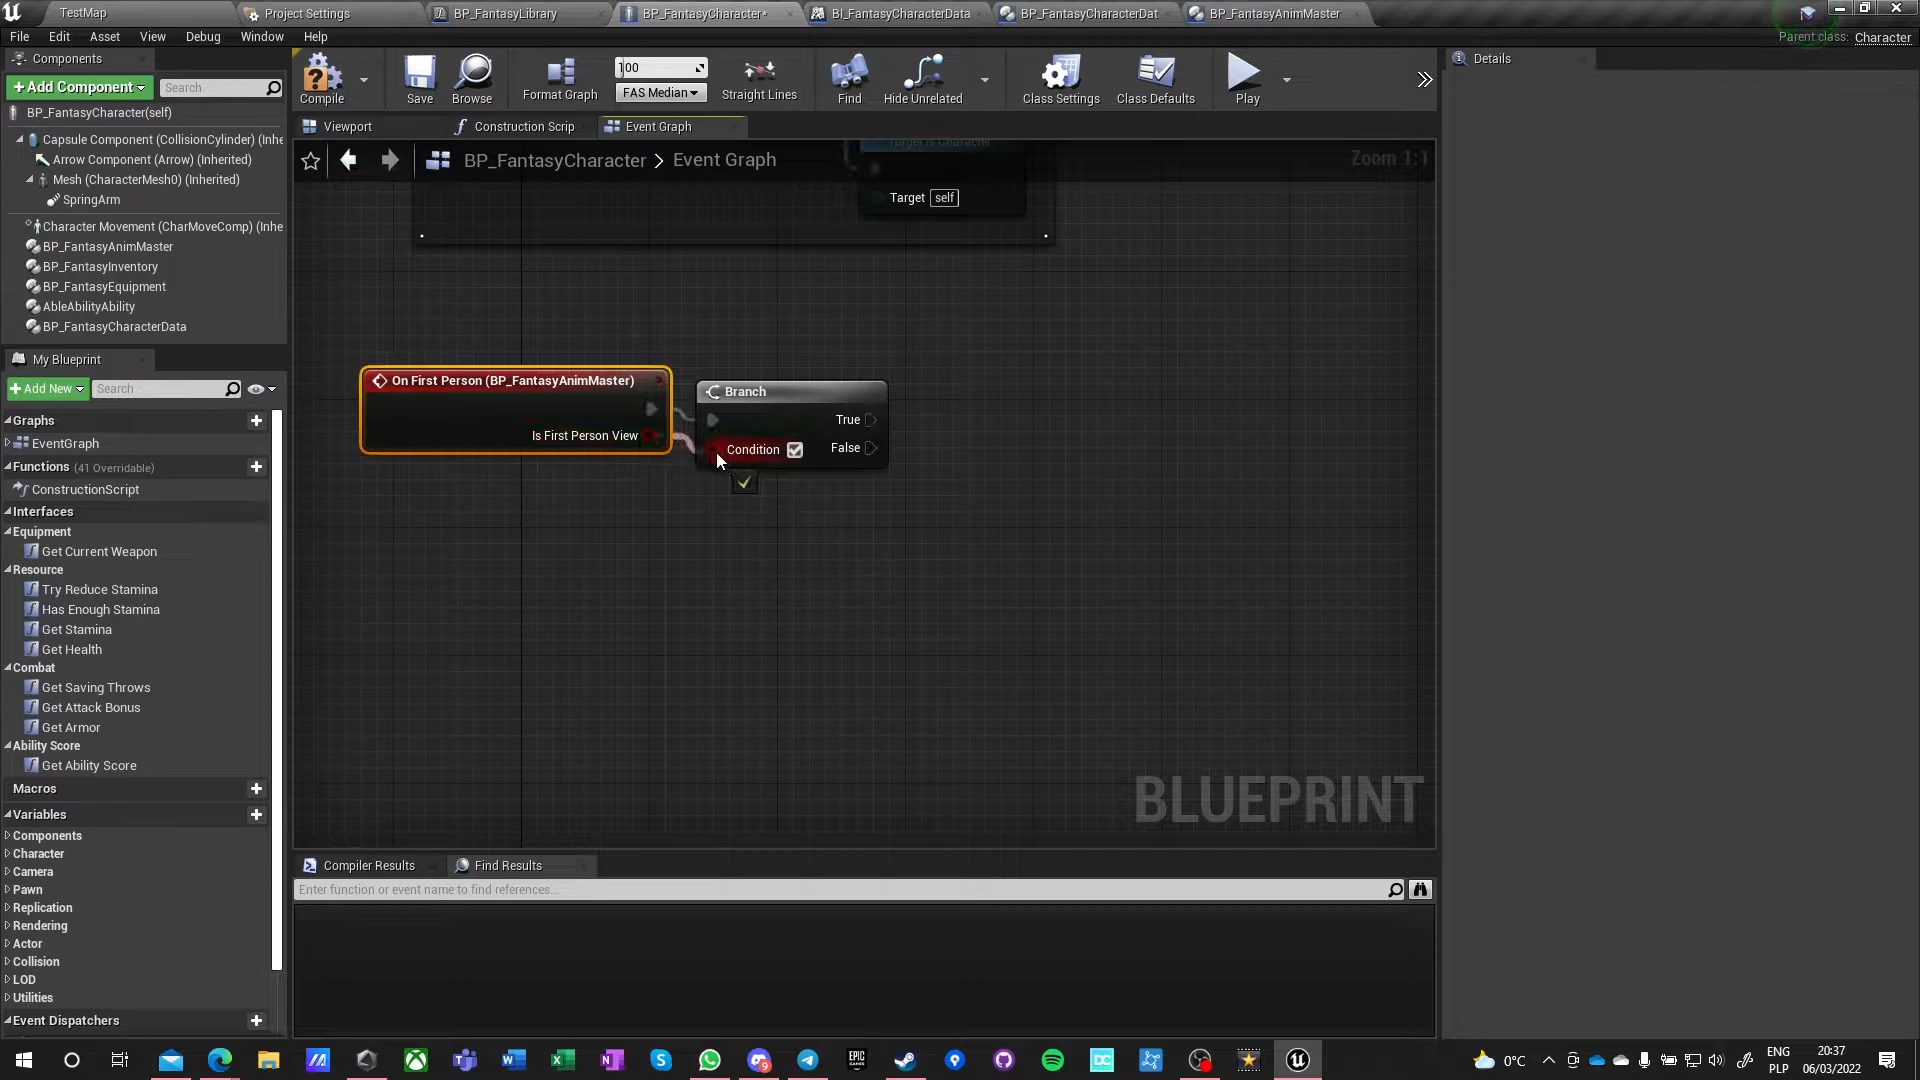 TestMap
Project Settings
BP_FantasyLibrary
BP_FantasyCharacter*
BI_FantasyCharacterData
BP_FantasyCharacterDat
BP_FantasyAnimMaster
File Edit Asset View Debug Window Help
Parent class: Character
Components
+Add Component
Search
BP_FantasyCharacter(self)
Capsule Component (CollisionCylinder) (Inhe
Arrow Component (Arrow) (Inherited)
Mesh (CharacterMesh0) (Inherited)
SpringArm
Character Movement (CharMoveComp) (Inhe
BP_FantasyAnimMaster
BP_FantasyInventory
BP_FantasyEquipment
AbleAbilityAbility
BP_FantasyCharacterData
My Blueprint
+Add New
Search
Graphs
EventGraph
Functions (41 Overridable)
ConstructionScript
Interfaces
Equipment
Get Current Weapon
Resource
Try Reduce Stamina
Has Enough Stamina
Get Stamina
Get Health
Combat
Get Saving Throws
Get Attack Bonus
Get Armor
Ability Score
Get Ability Score
Macros
Variables
Components
Character
Camera
Pawn
Replication
Rendering
Actor
Collision
LOD
Utilities
Event Dispatchers
Compile
Save
Browse
Format Graph
100
FAS Median
Straight Lines
Find
Hide Unrelated
Class Settings
Class Defaults
Play
Viewport
Construction Scrip
Event Graph
BP_FantasyCharacter > Event Graph
Zoom 1:1
Target is Character
Target self
On First Person (BP_FantasyAnimMaster)
Is First Person View
Branch
True
Condition
False
BLUEPRINT
Compiler Results
Find Results
Enter function or event name to find references...
Details
EPIC
GAMES
9
DC
0°C
ENG
PLP
20:37
06/03/2022